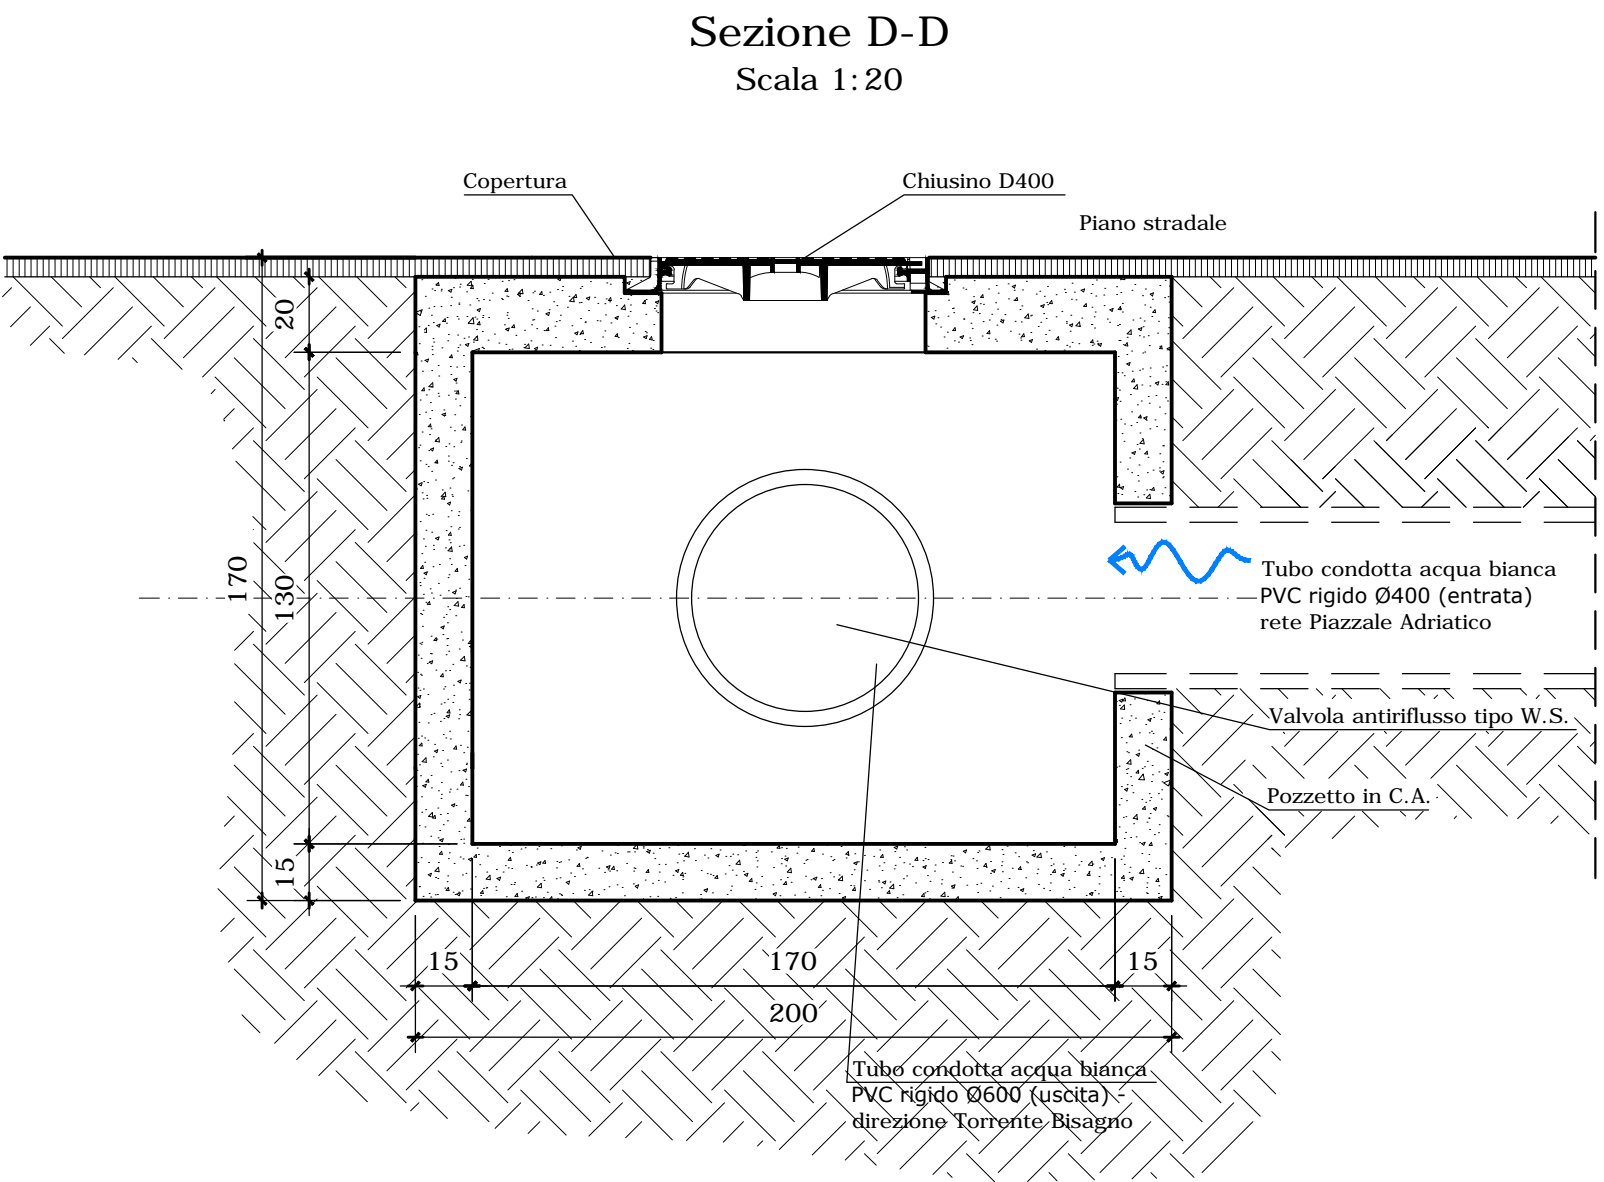 Sezione D-D
Scala 1:20
Copertura
Chiusino D400
Piano stradale
20
170
130
15
Tubo condotta acqua bianca
PVC rigido Ø400 (entrata)
rete Piazzale Adriatico
Valvola antiriflusso tipo W.S.
Pozzetto in C.A.
15
170
15
200
Tubo condotta acqua bianca
PVC rigido Ø600 (uscita) -
direzione Torrente Bisagno